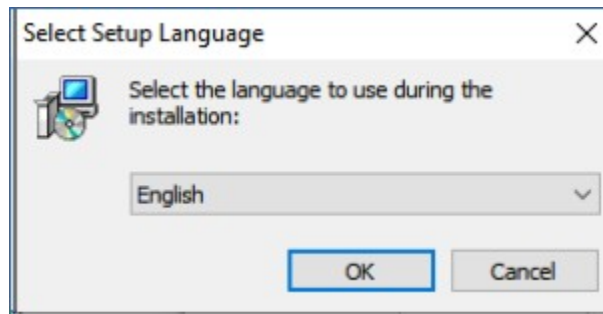 Select Setup Language
Select the language to use during the
installation:
English
OK
Cancel